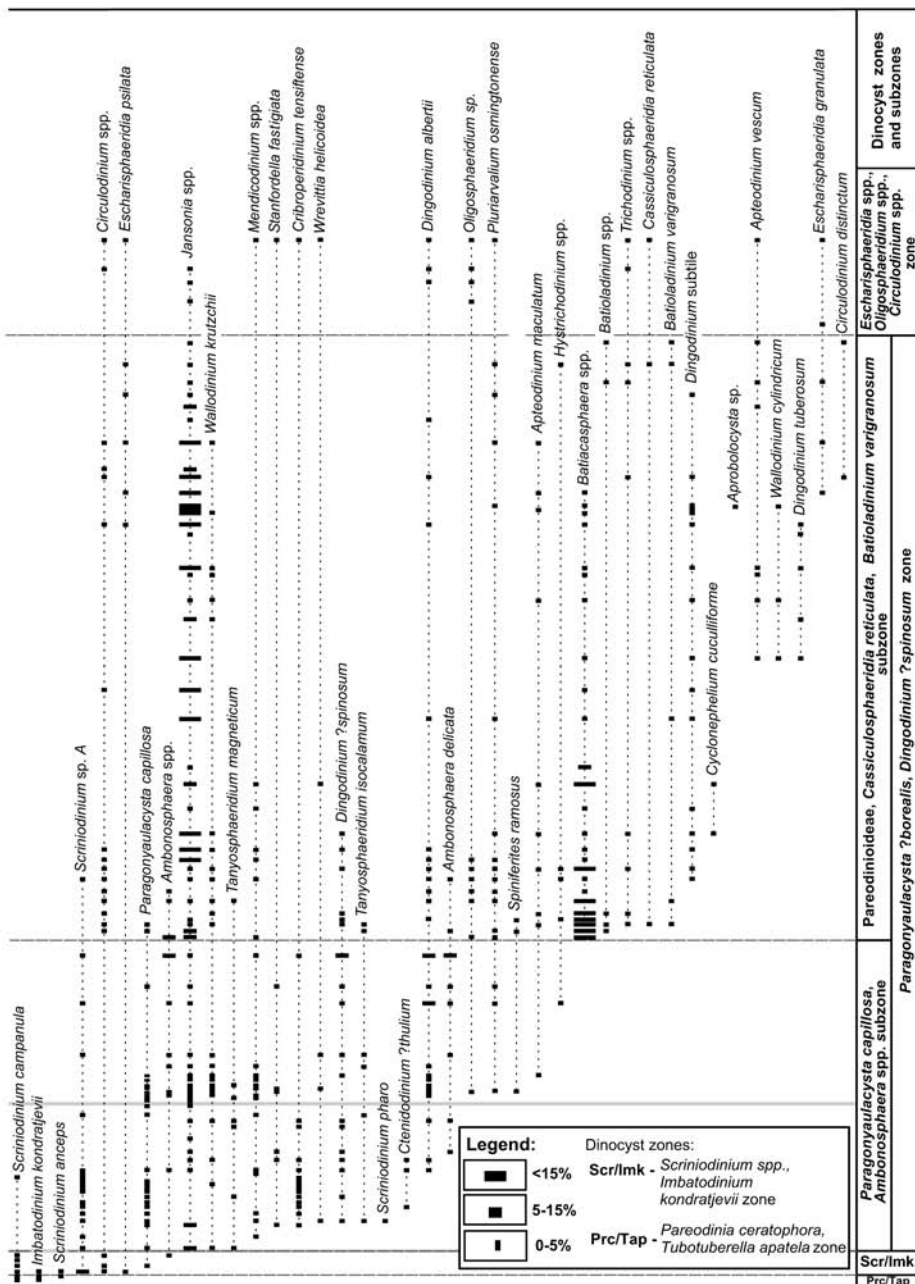 Circulodinium spp.
Escharisphaeridia psilata
Jansonia spp.
Wallodinium krutzchii
Mendicodinium spp.
Stanfordella fastigiata
Cribroperidinium tensiftense
Wrevittia helicoidea
Dingodinium albertii
Oligosphaeridium sp.
Pluriarvalium osmingtonense
Apteodinium maculatum
Hystrichodinium spp.
Batiacasphaera spp.
Batioladinium spp.
Trichodinium spp.
Cassiculosphaeridia reticulata
Batioladinium varigranosum
Dingodinium subtile
Aprobolocysta sp.
Apteodinium vescum
Wallodinium cylindricum
Dingodinium tuberosum
Escharisphaeridia granulata
Circulodinium distinctum
Scriniodinium sp. A
Paragonyaulacysta capillosa
Ambonosphaera spp.
Tanyosphaeridium magneticum
Dingodinium ?spinosum
Tanyosphaeridium isocalamum
Ambonosphaera delicata
Spiniferites ramosus
Cyclonephelium cuculliforme
Scriniodinium campanula
Imbatodinium kondratjevii
Scriniodinium anceps
Scriniodinium pharo
Ctenidodinium ?thulium
Dinocyst zones
and subzones
Escharisphaeridia spp.,
Oligosphaeridium spp.,
Circulodinium spp.
zone
Pareodinioideae, Cassiculosphaeridia reticulata, Batioladinium varigranosum
subzone
Paragonyaulacysta ?borealis, Dingodinium ?spinosum zone
Paragonyaulacysta capillosa,
Ambonosphaera spp. subzone
Scr/Imk
Prc/Tap
Legend:
<15%
5-15%
0-5%
Dinocyst zones:
Scr/Imk - Scriniodinium spp.,
Imbatodinium
kondratjevii zone
Prc/Tap - Pareodinia ceratophora,
Tubotuberella apatela zone